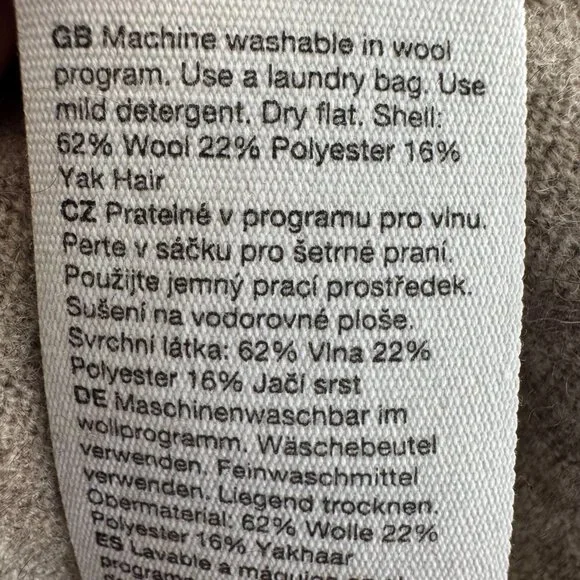 GB Machine washable in wool
program. Use a laundry bag. Use
mild detergent. Dry flat. Shell:
62% Wool 22% Polyester 16%
Yak Hair
CZ Pratelné v programu pro vlnu.
Perte v sáčku pro šetrné praní.
Použijte jemný prací prostředek.
Sušení na vodorovné ploše.
Svrchní látka: 62% Vlna 22%
Polyester 16% Jačí srst
DE Maschinenwaschbar im
wollprogramm. Wäschebeutel
verwenden. Feinwaschmittel
verwenden. Liegend trocknen.
Obermaterial: 62% Wolle 22%
Polyester 16% Yakhaar
ES Lavable a máquina